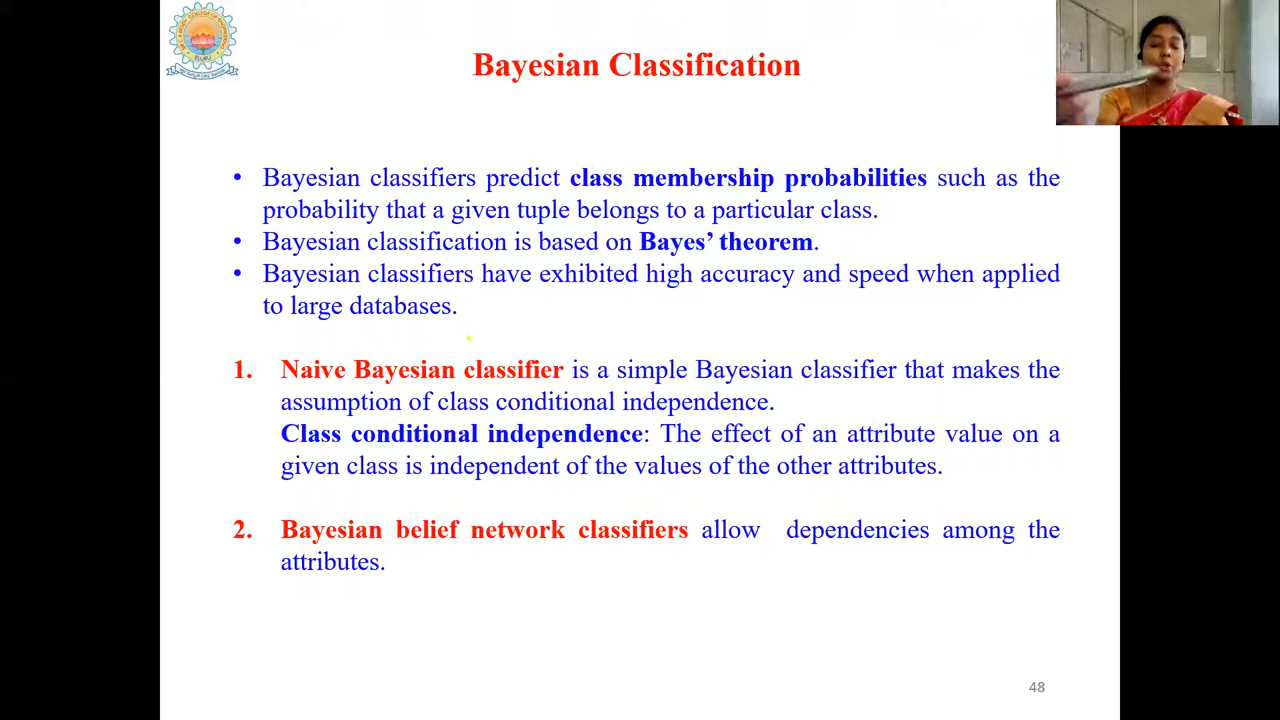 Bayesian Classification
• Bayesian classifiers predict class membership probabilities such as the
probability that a given tuple belongs to a particular class.
• Bayesian classification is based on Bayes’ theorem.
• Bayesian classifiers have exhibited high accuracy and speed when applied
to large databases.
1. Naive Bayesian classifier is a simple Bayesian classifier that makes the
assumption of class conditional independence.
Class conditional independence: The effect of an attribute value on a
given class is independent of the values of the other attributes.
2. Bayesian belief network classifiers allow dependencies among the
attributes.
48